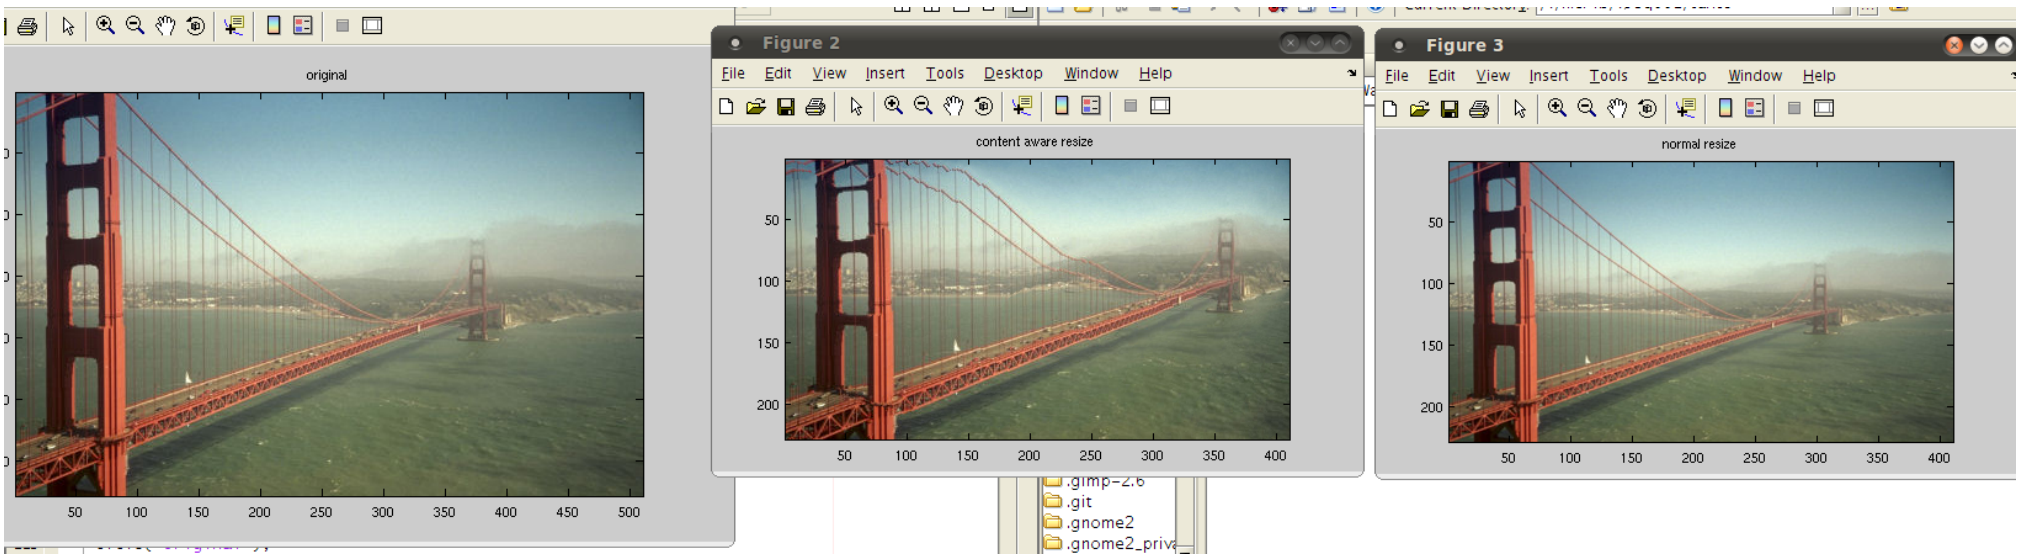 Figure 2
File Edit View Insert Tools Desktop Window Help
content aware resize
50
100
150
200
50 100 150 200 250 300 350 400
Figure 3
File Edit View Insert Tools Desktop Window Help
normal resize
50
100
150
200
50 100 150 200 250 300 350 400
original
50 100 150 200 250 300 350 400 450 500
.gimp-2.6
.git
.gnome2
.gnome2_priva